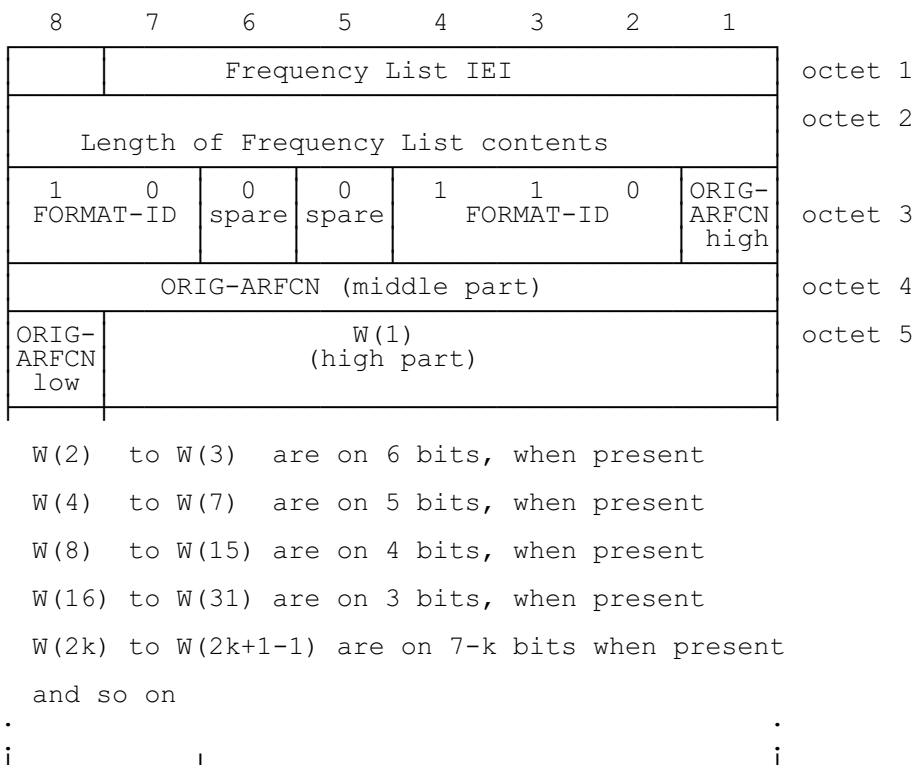 8 7 6 5 4 3 2 1
Frequency List IEI octet 1
octet 2
Length of Frequency List contents
1 0 0 0 1 1 0 ORIG-
FORMAT-ID spare spare FORMAT-ID ARFCN octet 3
high
ORIG-ARFCN (middle part) octet 4
ORIG- W(1) octet 5
ARFCN (high part)
low
W(2) to W(3) are on 6 bits, when present
W(4) to W(7) are on 5 bits, when present
W(8) to W(15) are on 4 bits, when present
W(16) to W(31) are on 3 bits, when present
W(2k) to W(2k+1-1) are on 7-k bits when present
and so on